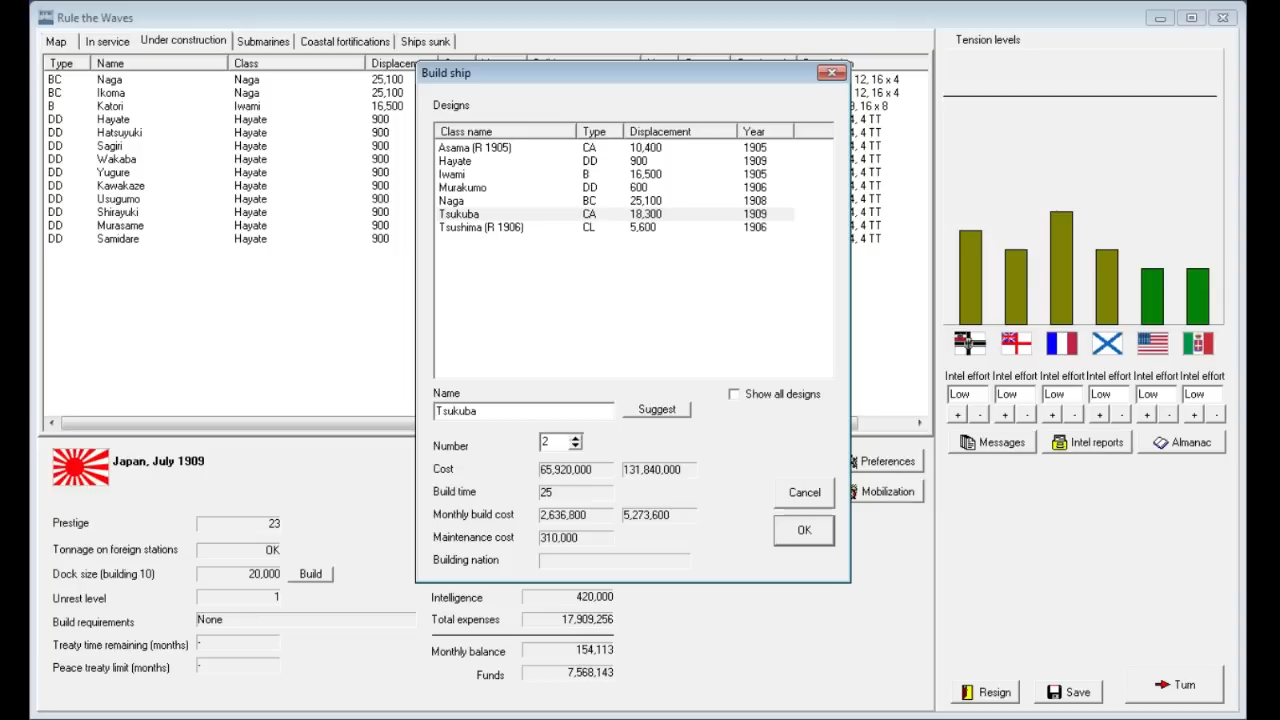 Rule the Waves
Map In service Under construction Submarines Coastal fortifications Ships sunk
Type Name Class
BC Naga Naga 25,100 12, 16 x 4
BC Ikoma Naga 25,100 12, 16 x 4
B Katori Iwami 16,500 16 x 8
DD Hayate Hayate 900 4 TT
DD Hatsuyuki Hayate 900 4 TT
DD Sagiri Hayate 900 4 TT
DD Wakaba Hayate 900 4 TT
DD Yugure Hayate 900 4 TT
DD Kawakaze Hayate 900 4 TT
DD Usugumo Hayate 900 4 TT
DD Shirayuki Hayate 900 4 TT
DD Murasame Hayate 900 4 TT
DD Samidare Hayate 900 4 TT
Build ship
Designs
Class name Type Displacement Year
Asama (R 1905) CA 10,400 1905
Hayate DD 900 1909
Iwami B 16,500 1905
Murakumo DD 600 1906
Naga BC 25,100 1908
Tsukuba CA 18,300 1909
Tsushima (R 1906) CL 5,600 1906
Name Show all designs
Tsukuba Suggest
Number 2
Cost 65,920,000 131,840,000
Build time 25
Monthly build cost 2,636,800 5,273,600
Maintenance cost 310,000
Building nation
Cancel
OK
Tension levels
Intel effort Intel effort Intel effort Intel effort Intel effort Intel effort
Low Low Low Low Low Low
+ - + - + - + - + - + -
Messages Intel reports Almanac
Japan, July 1909
Preferences
Mobilization
Prestige 23
Tonnage on foreign stations OK
Dock size (building 10) 20,000 Build
Unrest level 1
Build requirements None
Treaty time remaining (months) -
Peace treaty limit (months) -
Intelligence 420,000
Total expenses 17,909,256
Monthly balance 154,113
Funds 7,568,143
Resign Save Turn